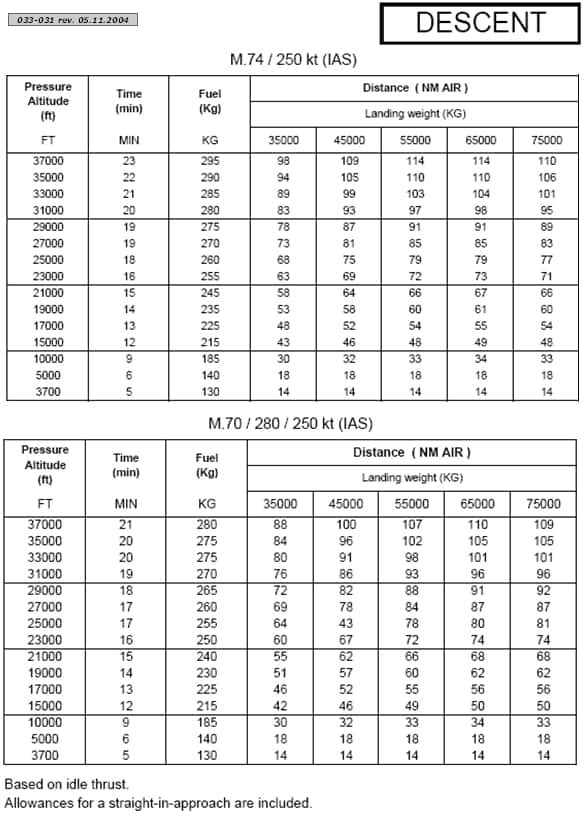 033-031 rev. 05.11.2004
DESCENT
M.74 / 250 kt (IAS)
Pressure Altitude (ft) Time (min) Fuel (Kg) Distance ( NM AIR )
Landing weight (KG)
FT MIN KG 35000 45000 55000 65000 75000
37000 23 295 98 109 114 114 110
35000 22 290 94 105 110 110 106
33000 21 285 89 99 103 104 101
31000 20 280 83 93 97 98 95
29000 19 275 78 87 91 91 89
27000 19 270 73 81 85 85 83
25000 18 260 68 75 79 79 77
23000 16 255 63 69 72 73 71
21000 15 245 58 64 66 67 66
19000 14 235 53 58 60 61 60
17000 13 225 48 52 54 55 54
15000 12 215 43 46 48 49 48
10000 9 185 30 32 33 34 33
5000 6 140 18 18 18 18 18
3700 5 130 14 14 14 14 14
M.70 / 280 / 250 kt (IAS)
Pressure Altitude (ft) Time (min) Fuel (Kg) Distance ( NM AIR )
Landing weight (KG)
FT MIN KG 35000 45000 55000 65000 75000
37000 21 280 88 100 107 110 109
35000 20 275 84 96 102 105 105
33000 20 275 80 91 98 101 101
31000 19 270 76 86 93 96 96
29000 18 265 72 82 88 91 92
27000 17 260 69 78 84 87 87
25000 17 255 64 43 78 80 81
23000 16 250 60 67 72 74 74
21000 15 240 55 62 66 68 68
19000 14 230 51 57 60 62 62
17000 13 225 46 52 55 56 56
15000 12 215 42 46 49 50 50
10000 9 185 30 32 33 34 33
5000 6 140 18 18 18 18 18
3700 5 130 14 14 14 14 14
Based on idle thrust.
Allowances for a straight-in-approach are included.